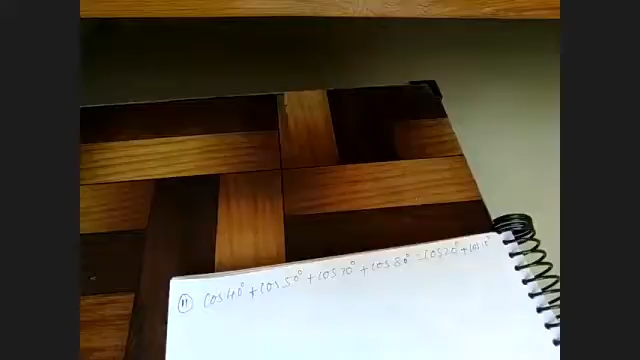 (11) cos40° + cos50° + cos70° + cos80° = cos20° + cos10°